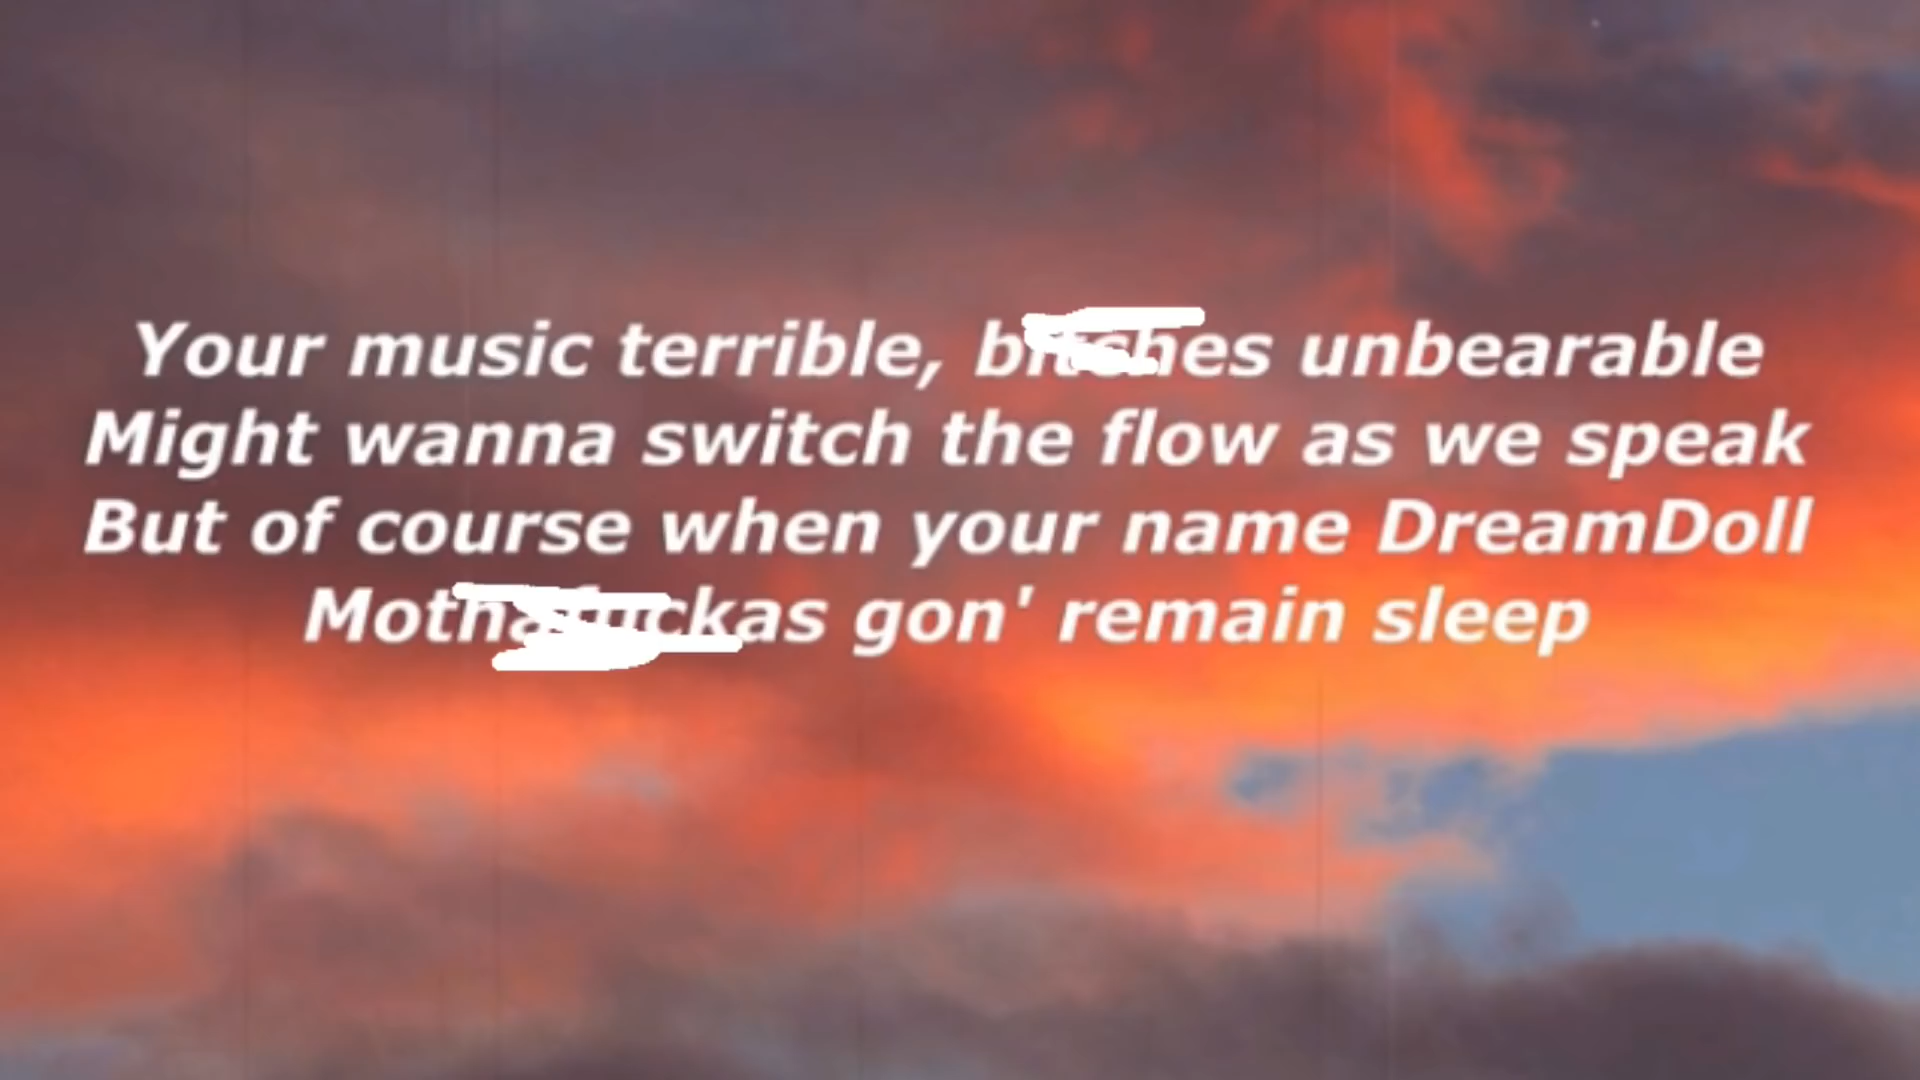 Your music terrible, bitches unbearable
Might wanna switch the flow as we speak
But of course when your name DreamDoll
Mothafuckas gon' remain sleep